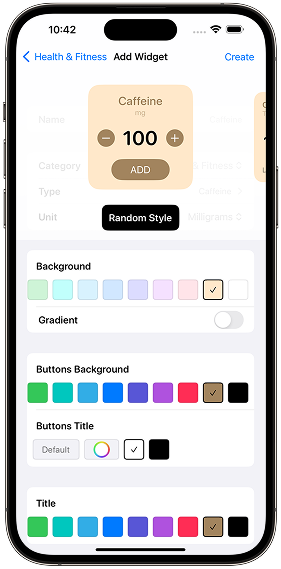 10:42
Health & Fitness Add Widget Create
Caffeine
mg
100
ADD
Name Caffeine
Category & Fitness
Type Caffeine
Unit Milligrams
Random Style
Background
Gradient
Buttons Background
Buttons Title
Default
Title